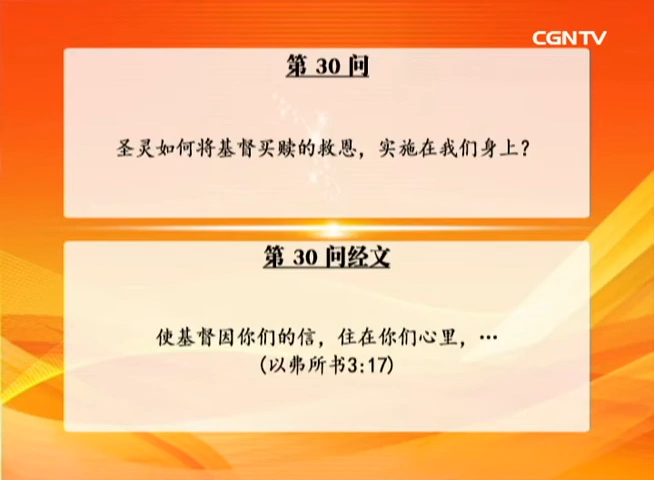 CGNTV
第 30 问
圣灵如何将基督买赎的救恩，实施在我们身上？
第 30 问经文
使基督因你们的信，住在你们心里，…
(以弗所书3:17)